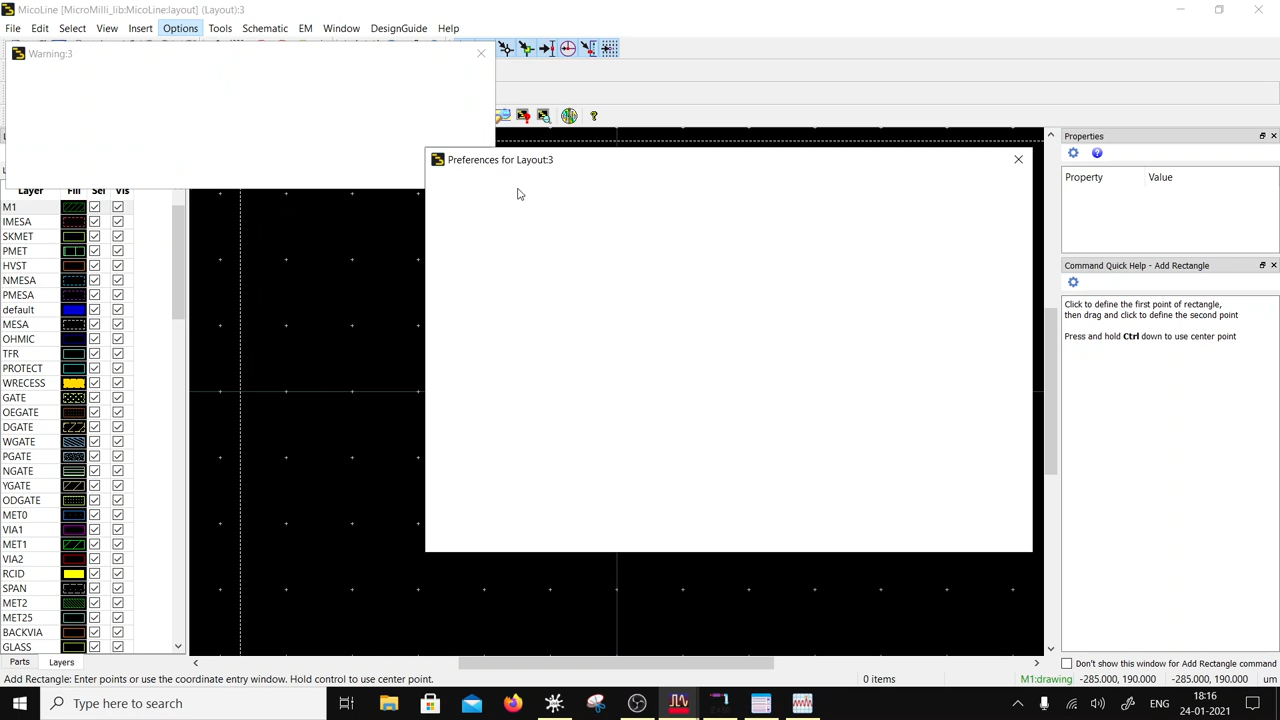 MicoLine [MicroMilli_lib:MicoLine:layout] (Layout):3
File Edit Select View Insert Options Tools Schematic EM Window DesignGuide Help
Warning:3
Preferences for Layout:3
Layer Fill Sel Vis
M1
IMESA
SKMET
PMET
HVST
NMESA
PMESA
default
MESA
OHMIC
TFR
PROTECT
WRECESS
GATE
OEGATE
DGATE
WGATE
PGATE
NGATE
YGATE
ODGATE
MET0
VIA1
MET1
VIA2
RCID
SPAN
MET2
MET25
BACKVIA
GLASS
Parts Layers
Properties
Property Value
Command Quick Help - Add Rectangle
Click to define the first point of rectangle,
then drag and click to define the second point
Press and hold Ctrl down to use center point
Don't show this window for Add Rectangle command
Add Rectangle: Enter points or use the coordinate entry window. Hold control to use center point.
0 items
M1:drawing
-285.000, 190.000
-285.000, 190.000
um
Type here to search
ENG
18:16
24-01-2021